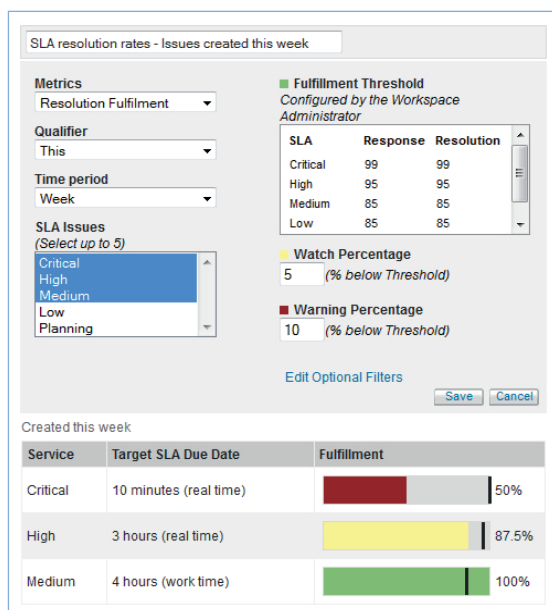 SLA resolution rates - Issues created this week
Metrics
Resolution Fulfilment
Qualifier
This
Time period
Week
SLA Issues
(Select up to 5)
Critical
High
Medium
Low
Planning
Fulfillment Threshold
Configured by the Workspace
Administrator
SLA Response Resolution
Critical 99 99
High 95 95
Medium 85 85
Low 85 85
Watch Percentage
5 (% below Threshold)
Warning Percentage
10 (% below Threshold)
Edit Optional Filters
Save Cancel
Created this week
Service Target SLA Due Date Fulfillment
Critical 10 minutes (real time) 50%
High 3 hours (real time) 87.5%
Medium 4 hours (work time) 100%